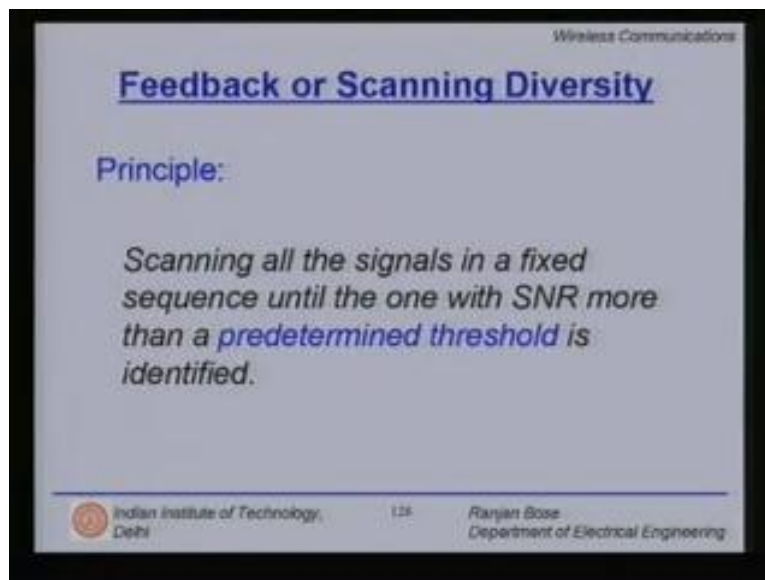 Wireless Communications
Feedback or Scanning Diversity
Principle:
Scanning all the signals in a fixed
sequence until the one with SNR more
than a predetermined threshold is
identified.
Indian Institute of Technology,
Delhi
128
Ranjan Bose
Department of Electrical Engineering